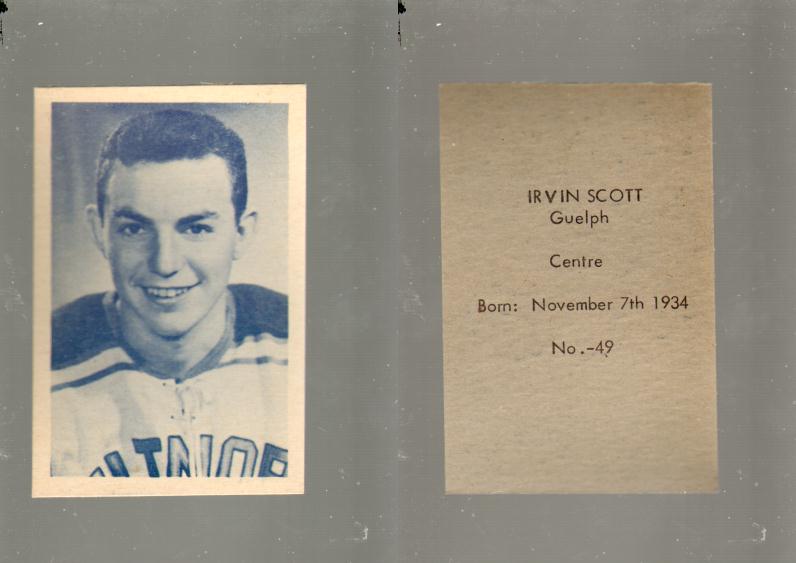 IRVIN SCOTT
Guelph
Centre
Born: November 7th 1934
No.-49